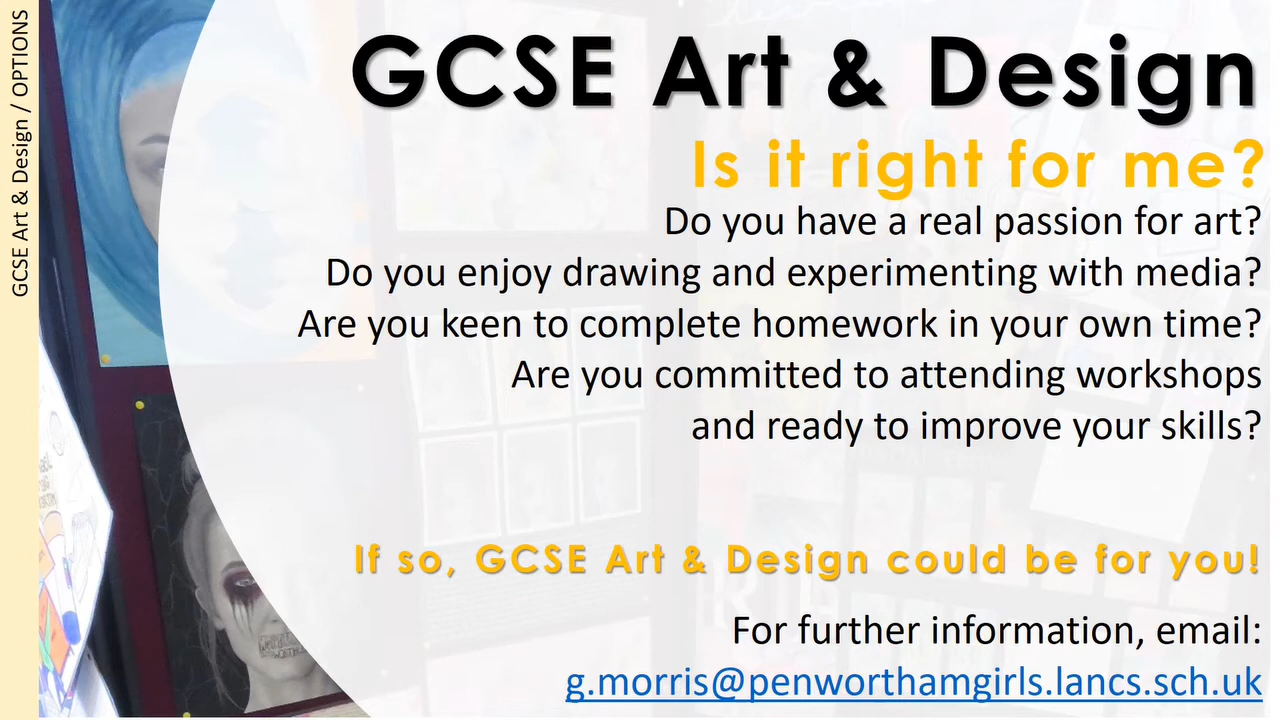 GCSE Art & Design / OPTIONS
GCSE Art & Design
Is it right for me?
Do you have a real passion for art?
Do you enjoy drawing and experimenting with media?
Are you keen to complete homework in your own time?
Are you committed to attending workshops
and ready to improve your skills?
If so, GCSE Art & Design could be for you!
For further information, email:
g.morris@penworthamgirls.lancs.sch.uk